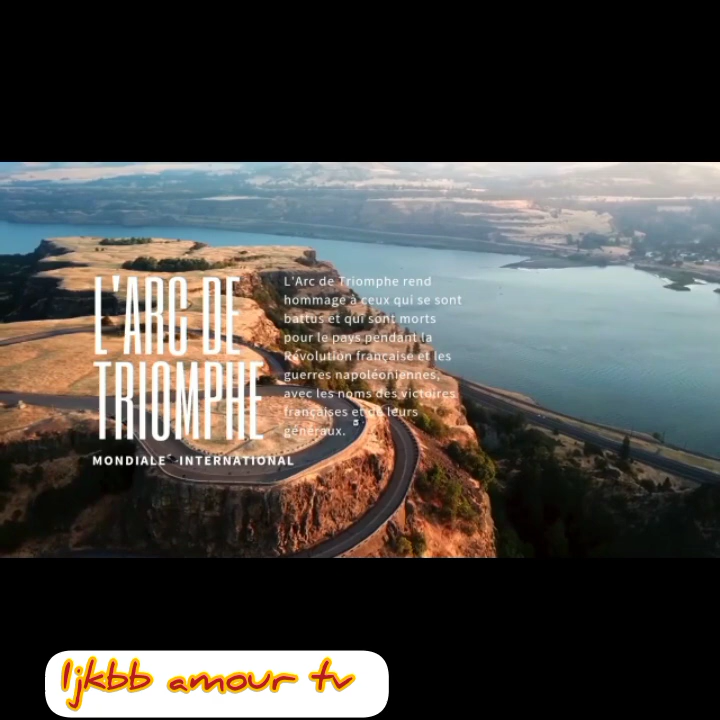 L'ARC DE
TRIOMPHE
MONDIALE INTERNATIONAL
L'Arc de Triomphe rend
hommage à ceux qui se sont
battus et qui sont morts
pour le pays pendant la
Révolution française et les
guerres napoléoniennes,
avec les noms des victoires
françaises et de leurs
généraux.
ljkbb amour tv